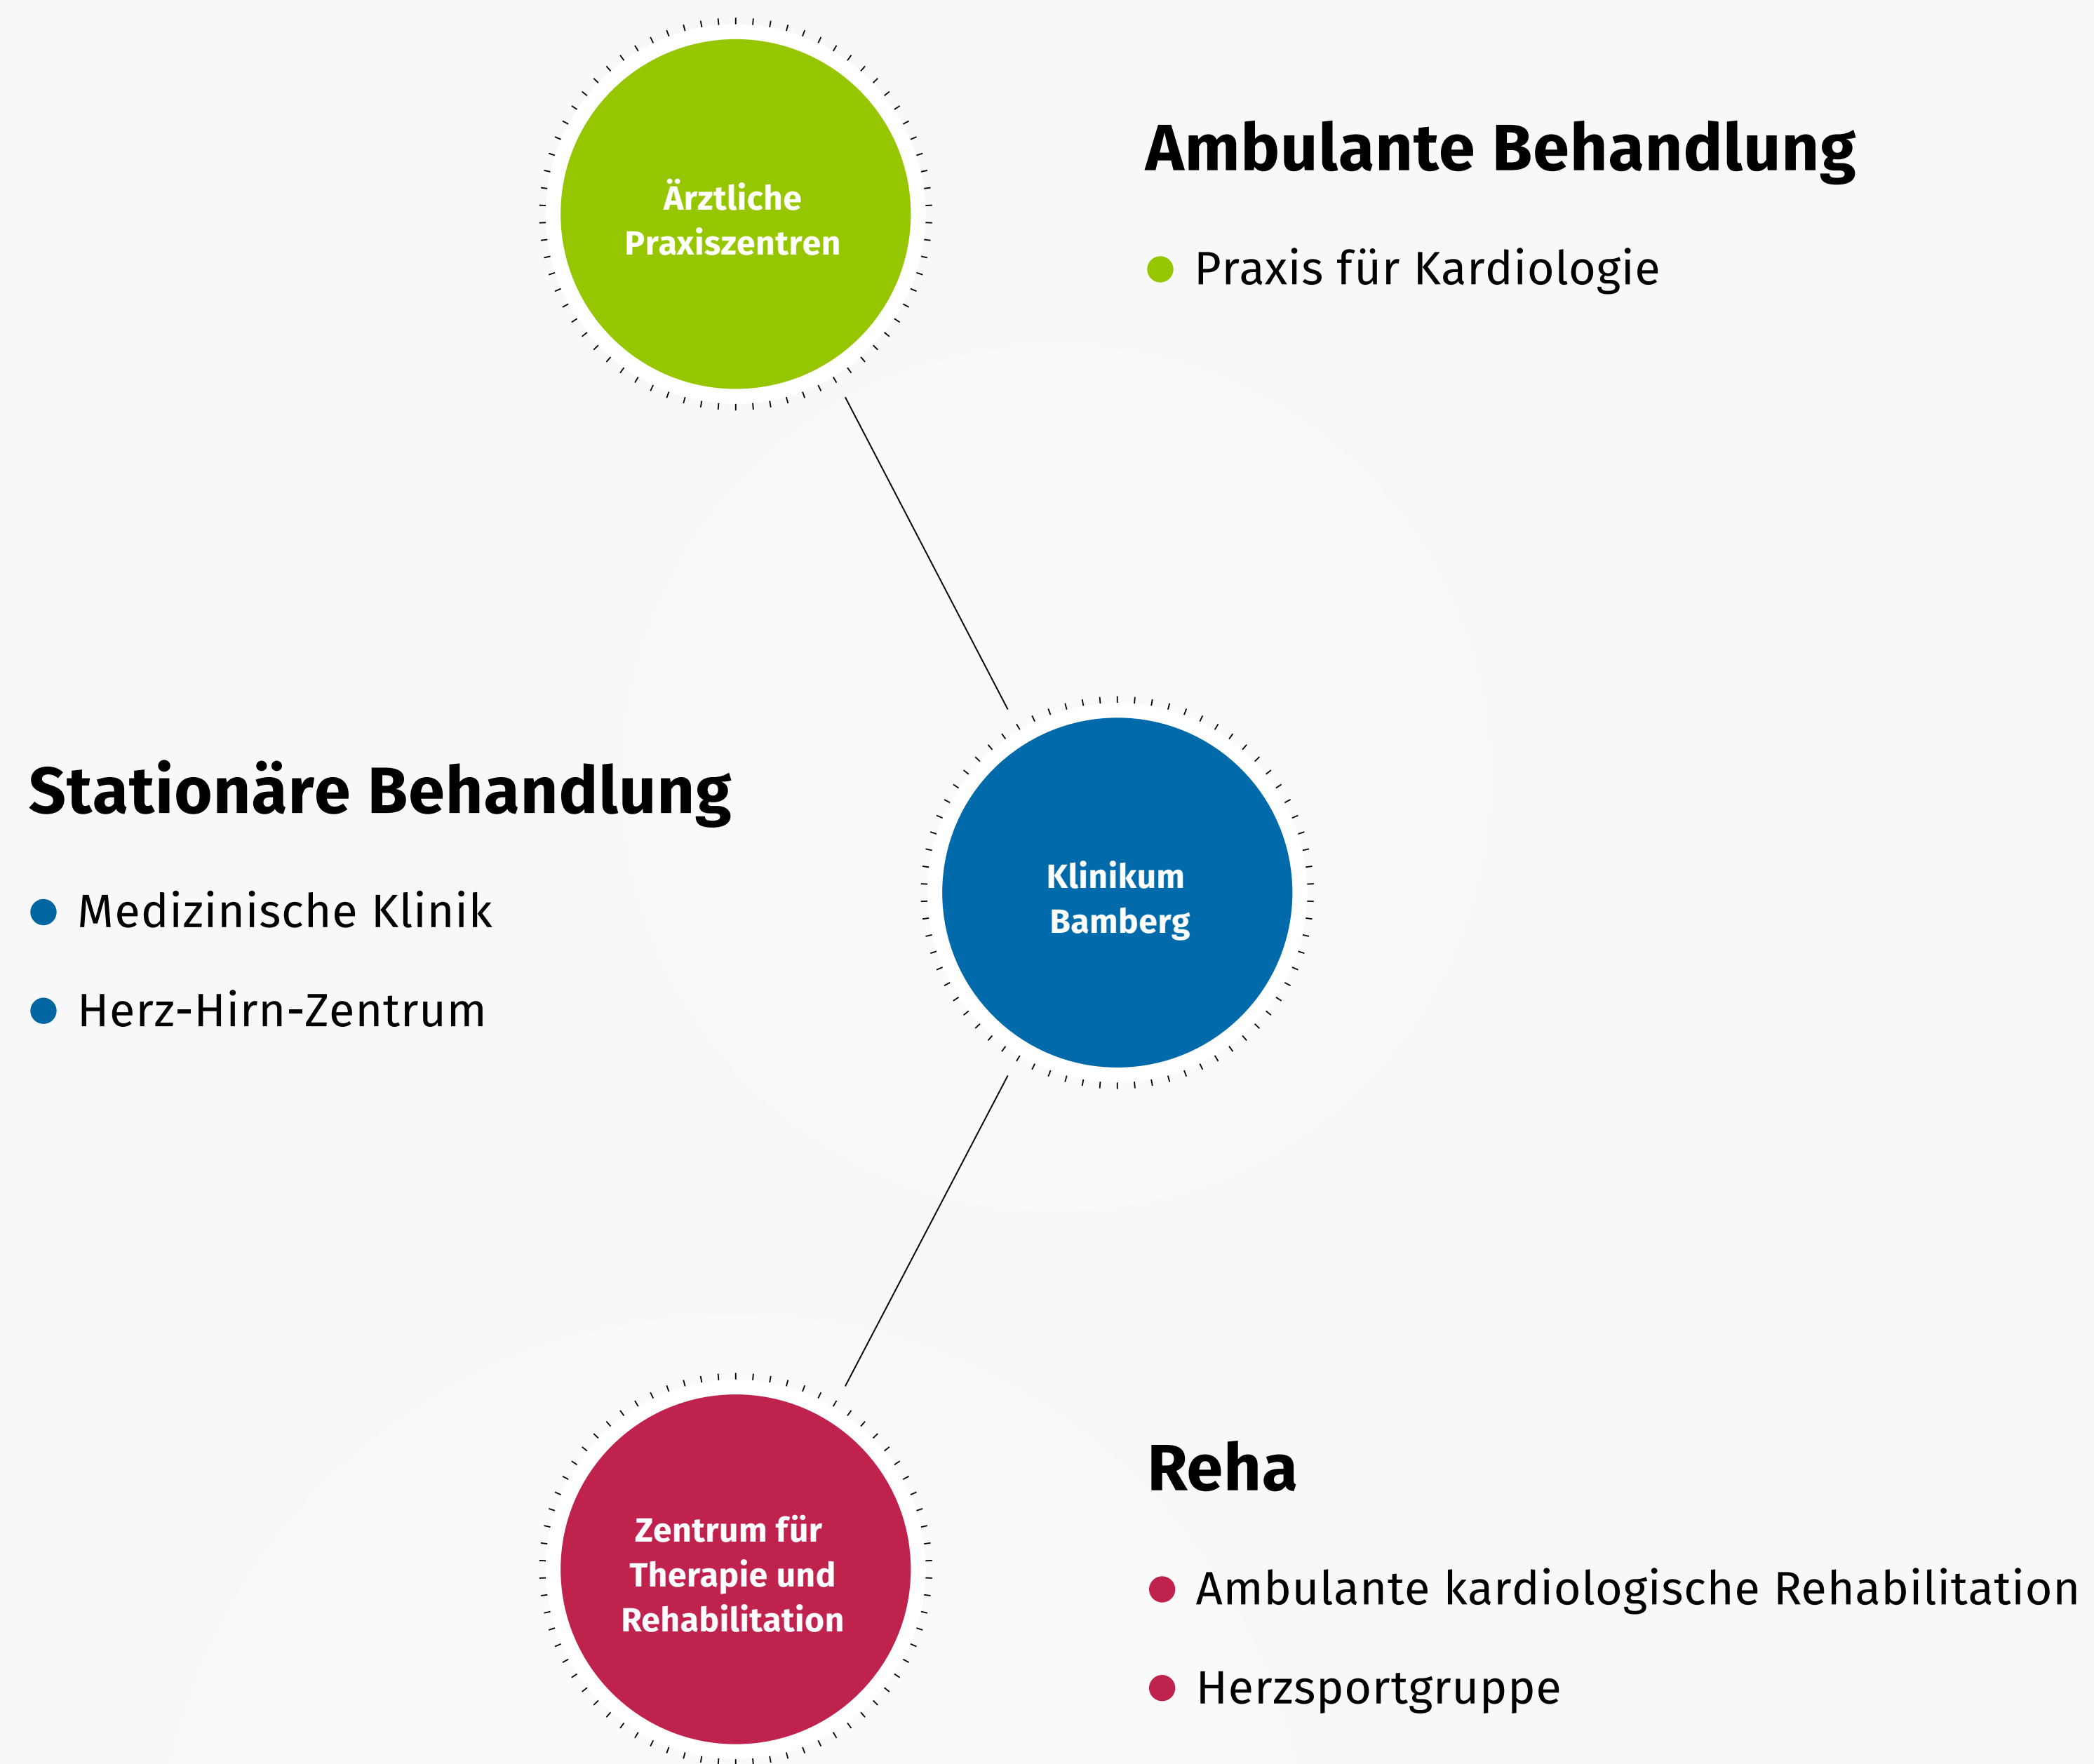 Ärztliche
Praxiszentren
Ambulante Behandlung
Praxis für Kardiologie
Stationäre Behandlung
Medizinische Klinik
Herz-Hirn-Zentrum
Klinikum
Bamberg
Zentrum für
Therapie und
Rehabilitation
Reha
Ambulante kardiologische Rehabilitation
Herzsportgruppe